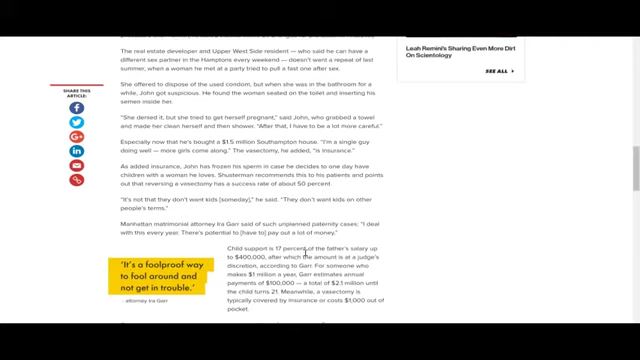 Leah Remini's Sharing Even More Dirt
On Scientology
SEE ALL
SHARE THIS
ARTICLE:
The real estate developer and Upper West Side resident — who said he can have a
different sex partner in the Hamptons every weekend — doesn't want a repeat of last
summer, when a woman he met at a party tried to pull a fast one after sex.
She offered to dispose of the used condom, but when she was in the bathroom for a
while, John got suspicious. He found the woman seated on the toilet and inserting his
semen inside her.
"She denied it, but she tried to get herself pregnant," said John, who grabbed a towel
and made her clean herself and then shower. "After that, I have to be a lot more careful."
Especially now that he's bought a $1.5 million Southampton house. "I'm a single guy
doing well — more girls come along. The vasectomy, he added, "is insurance."
As added insurance, John has frozen his sperm in case he decides to one day have
children with a woman he loves. Shusterman recommends this to his patients and
points out that reversing a vasectomy has a success rate of about 50 percent.
"It's not that they don't want kids [someday]," he said. "They don't want kids on other
people's terms."
Manhattan matrimonial attorney Ira Garr said of such unplanned paternity cases: "I deal
with this every year. There's potential to [have to] pay out a lot of money."
Child support is 17 percent of the father's salary up
to $400,000, after which the amount is at a judge's
discretion, according to Garr. For someone who
makes $1 million a year, Garr estimates annual
payments of $100,000 — a total of $2.1 million until
the child turns 21. Meanwhile, a vasectomy is
typically covered by insurance or costs $1,000 out of
pocket.
'It's a foolproof way
to fool around and
not get in trouble.'
- attorney Ira Garr